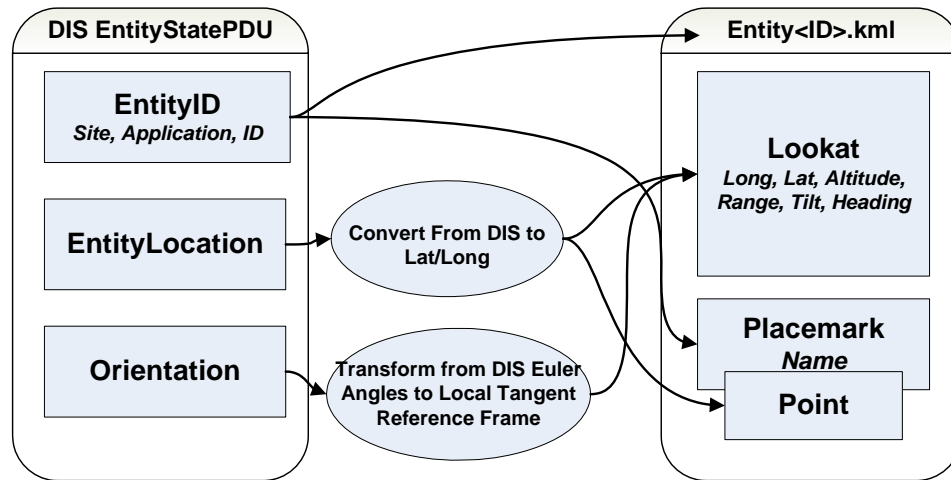 DIS EntityStatePDU
EntityID
Site, Application, ID
EntityLocation
Orientation
Convert From DIS to
Lat/Long
Transform from DIS Euler
Angles to Local Tangent
Reference Frame
Entity<ID>.kml
Lookat
Long, Lat, Altitude,
Range, Tilt, Heading
Placemark
Name
Point